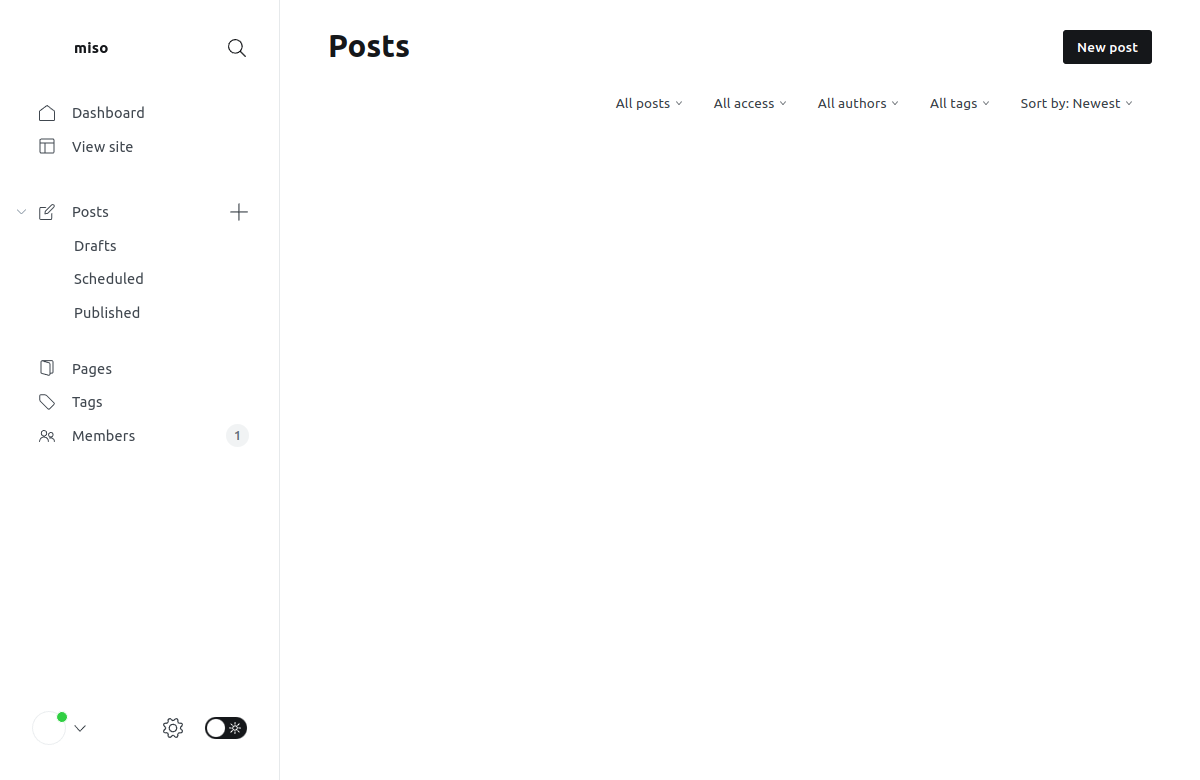 miso
Dashboard
View site
Posts
Drafts
Scheduled
Published
Pages
Tags
Members 1
Posts
New post
All posts All access All authors All tags Sort by: Newest